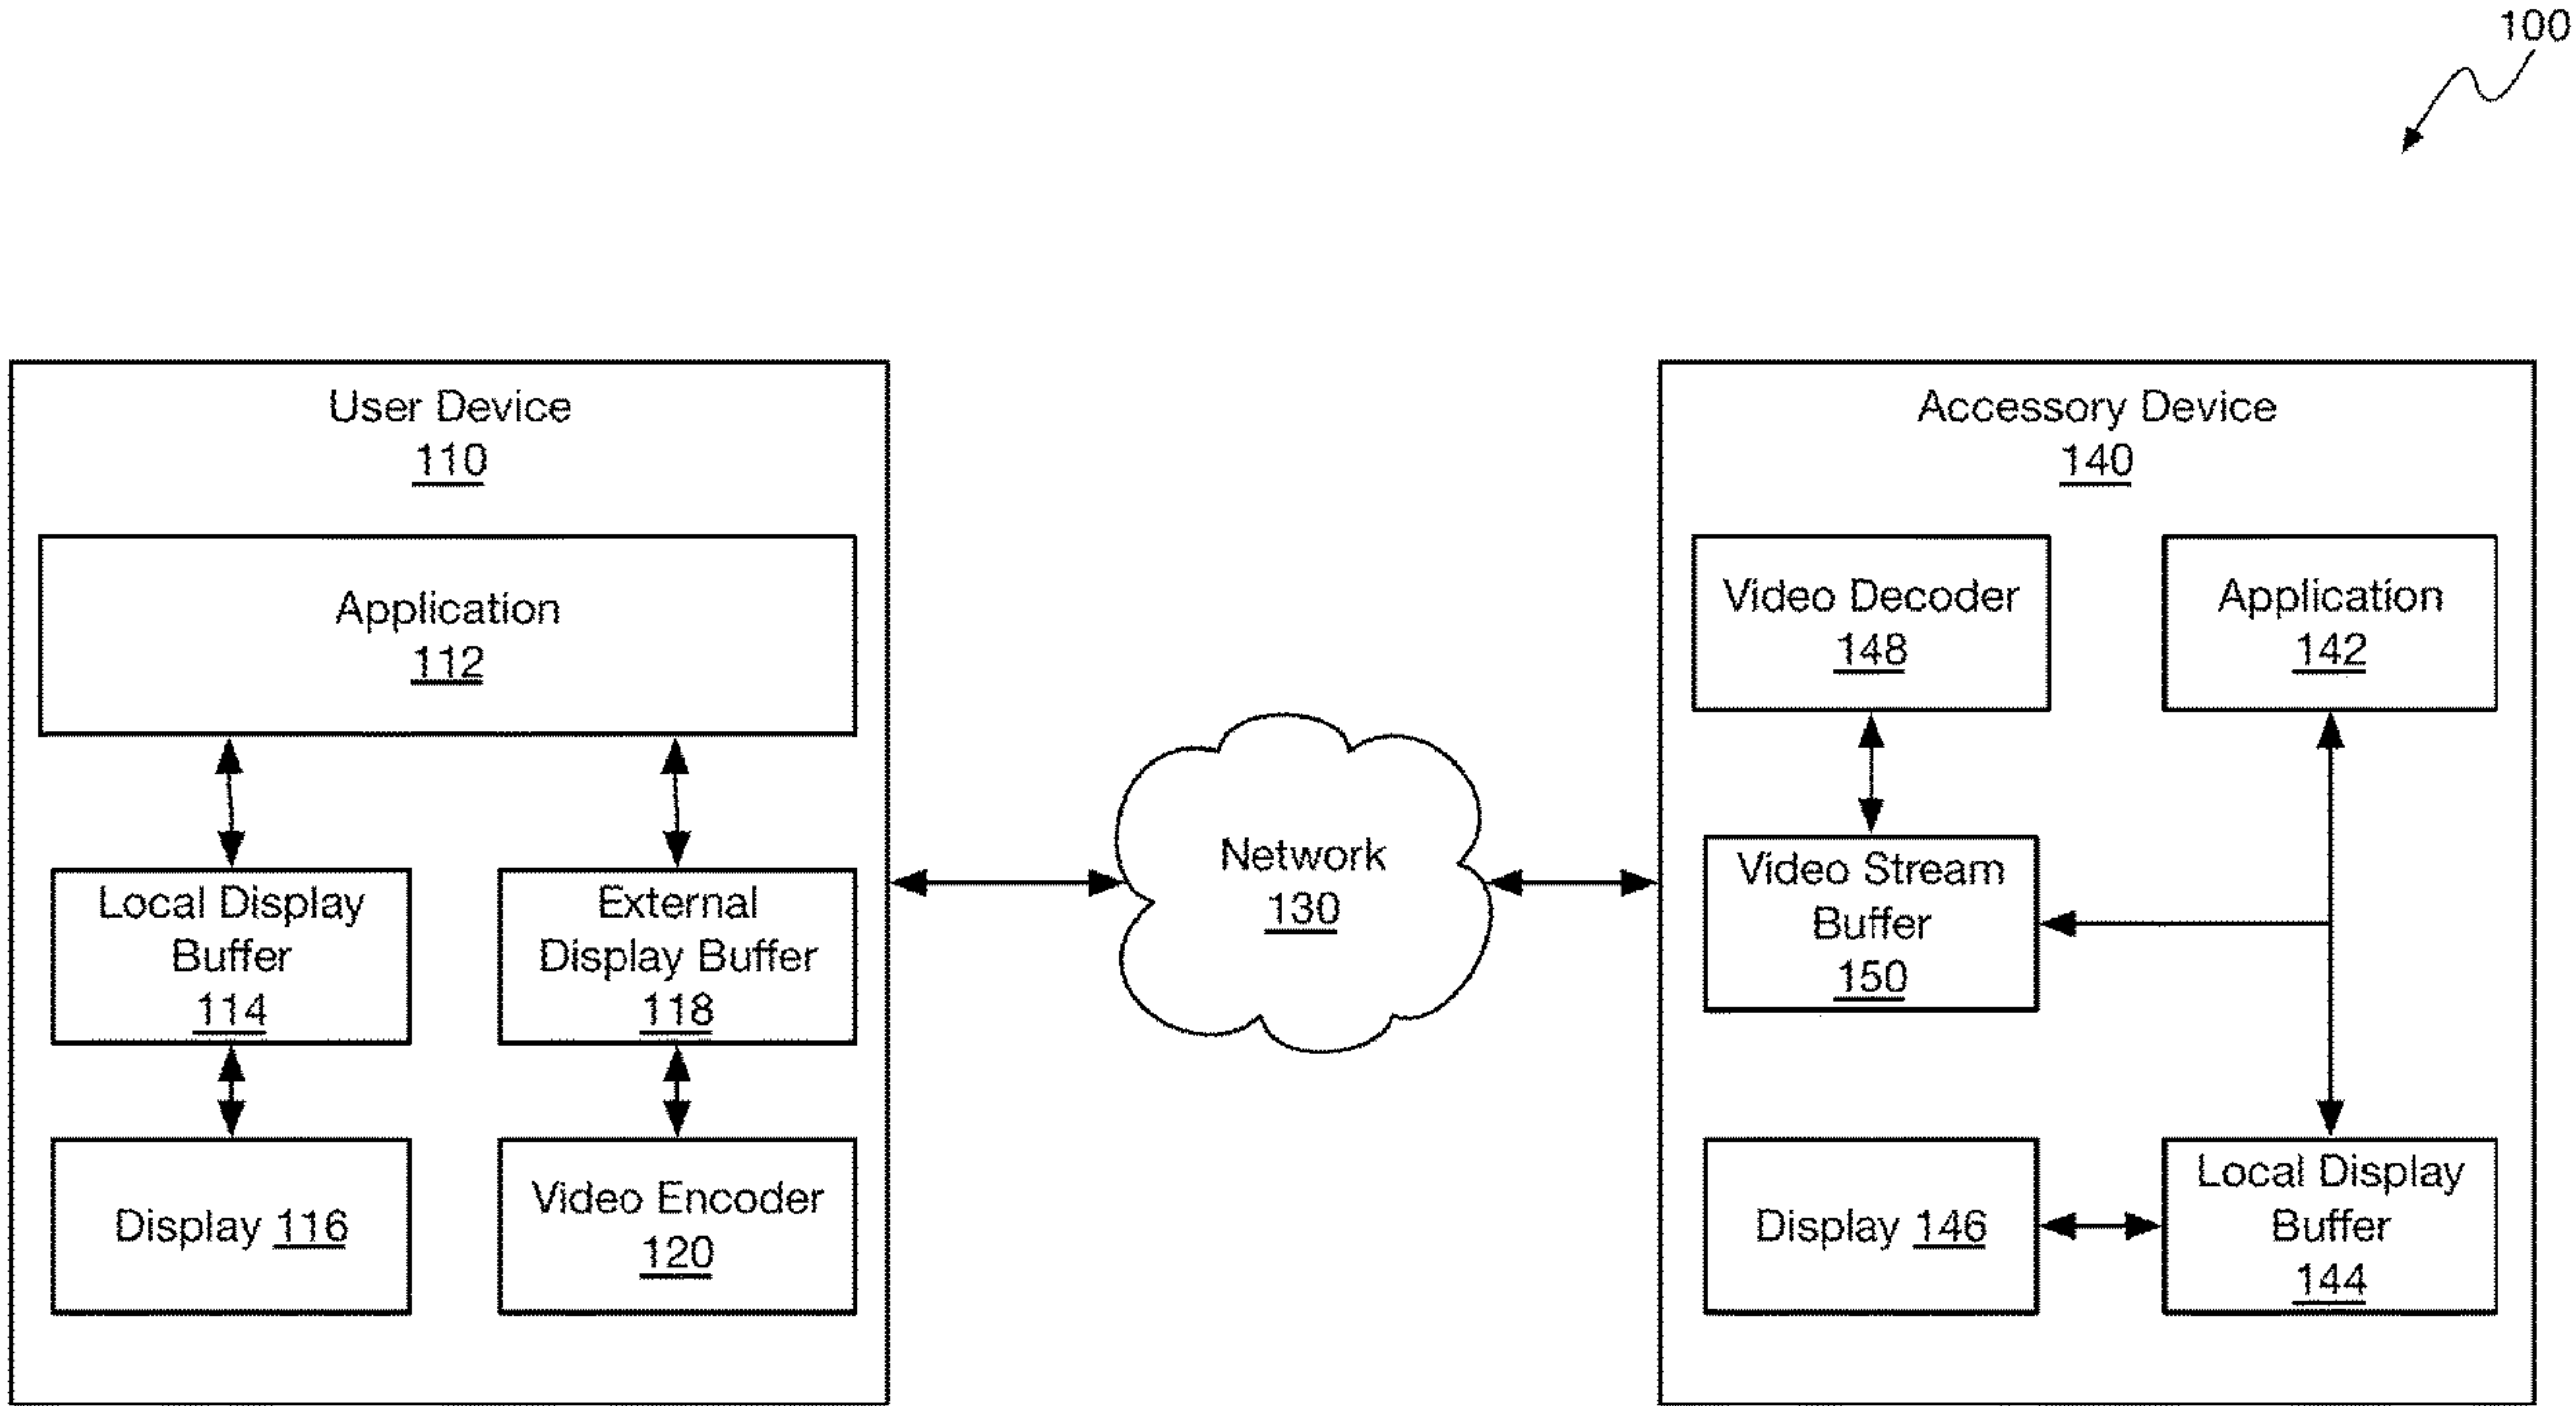 100
User Device
110
Application
112
Local Display
Buffer
114
External
Display Buffer
118
Display 116
Video Encoder
120
Network
130
Accessory Device
140
Video Decoder
148
Application
142
Video Stream
Buffer
150
Display 146
Local Display
Buffer
144